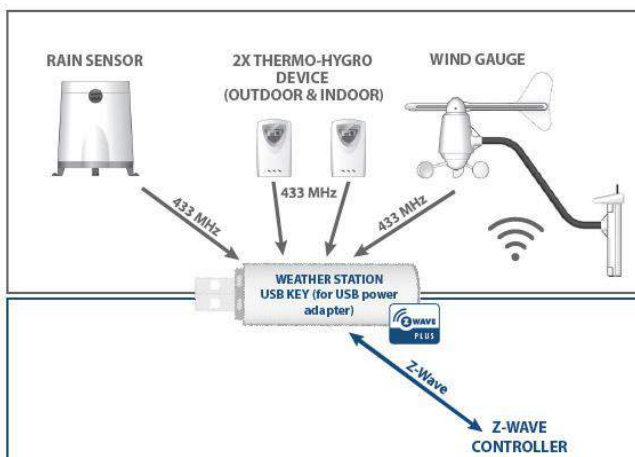 RAIN SENSOR
2X THERMO-HYGRO
DEVICE
(OUTDOOR & INDOOR)
WIND GAUGE
433 MHz
433 MHz
433 MHz
WEATHER STATION
USB KEY (for USB power
adapter)
Z WAVE
PLUS
Z-Wave
Z-WAVE
CONTROLLER